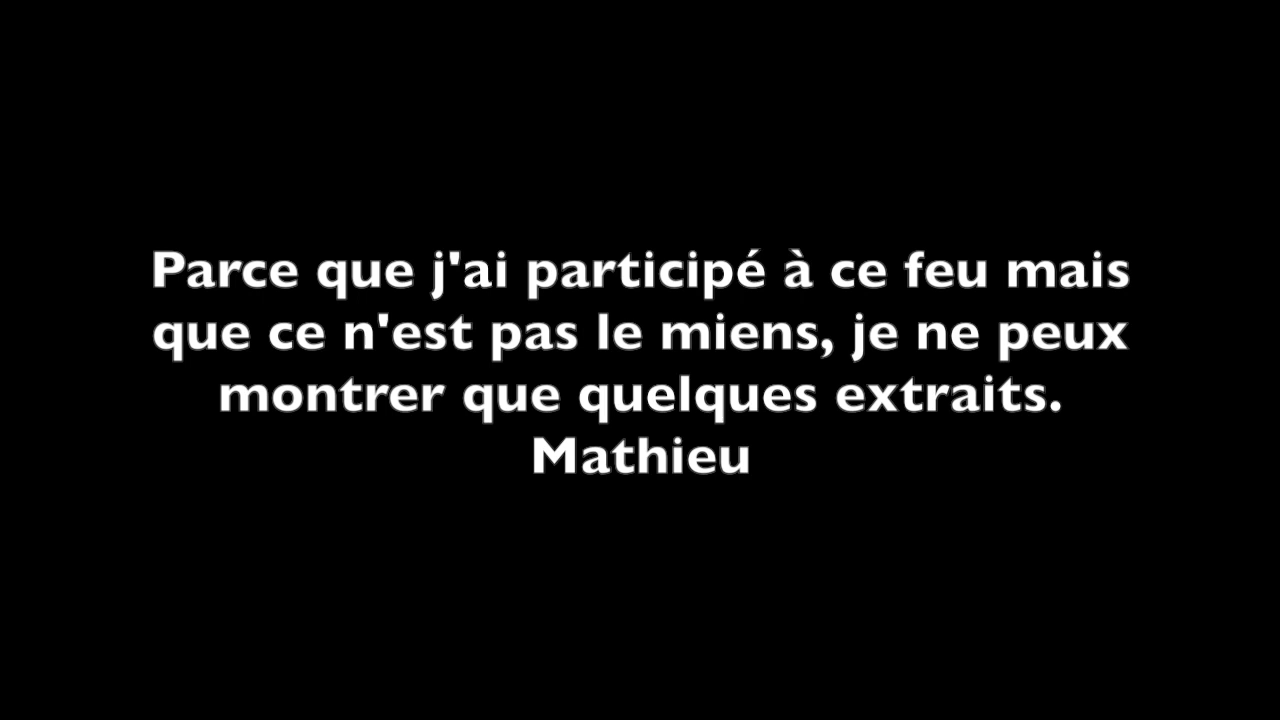 Parce que j'ai participé à ce feu mais
que ce n'est pas le miens, je ne peux
montrer que quelques extraits.
Mathieu